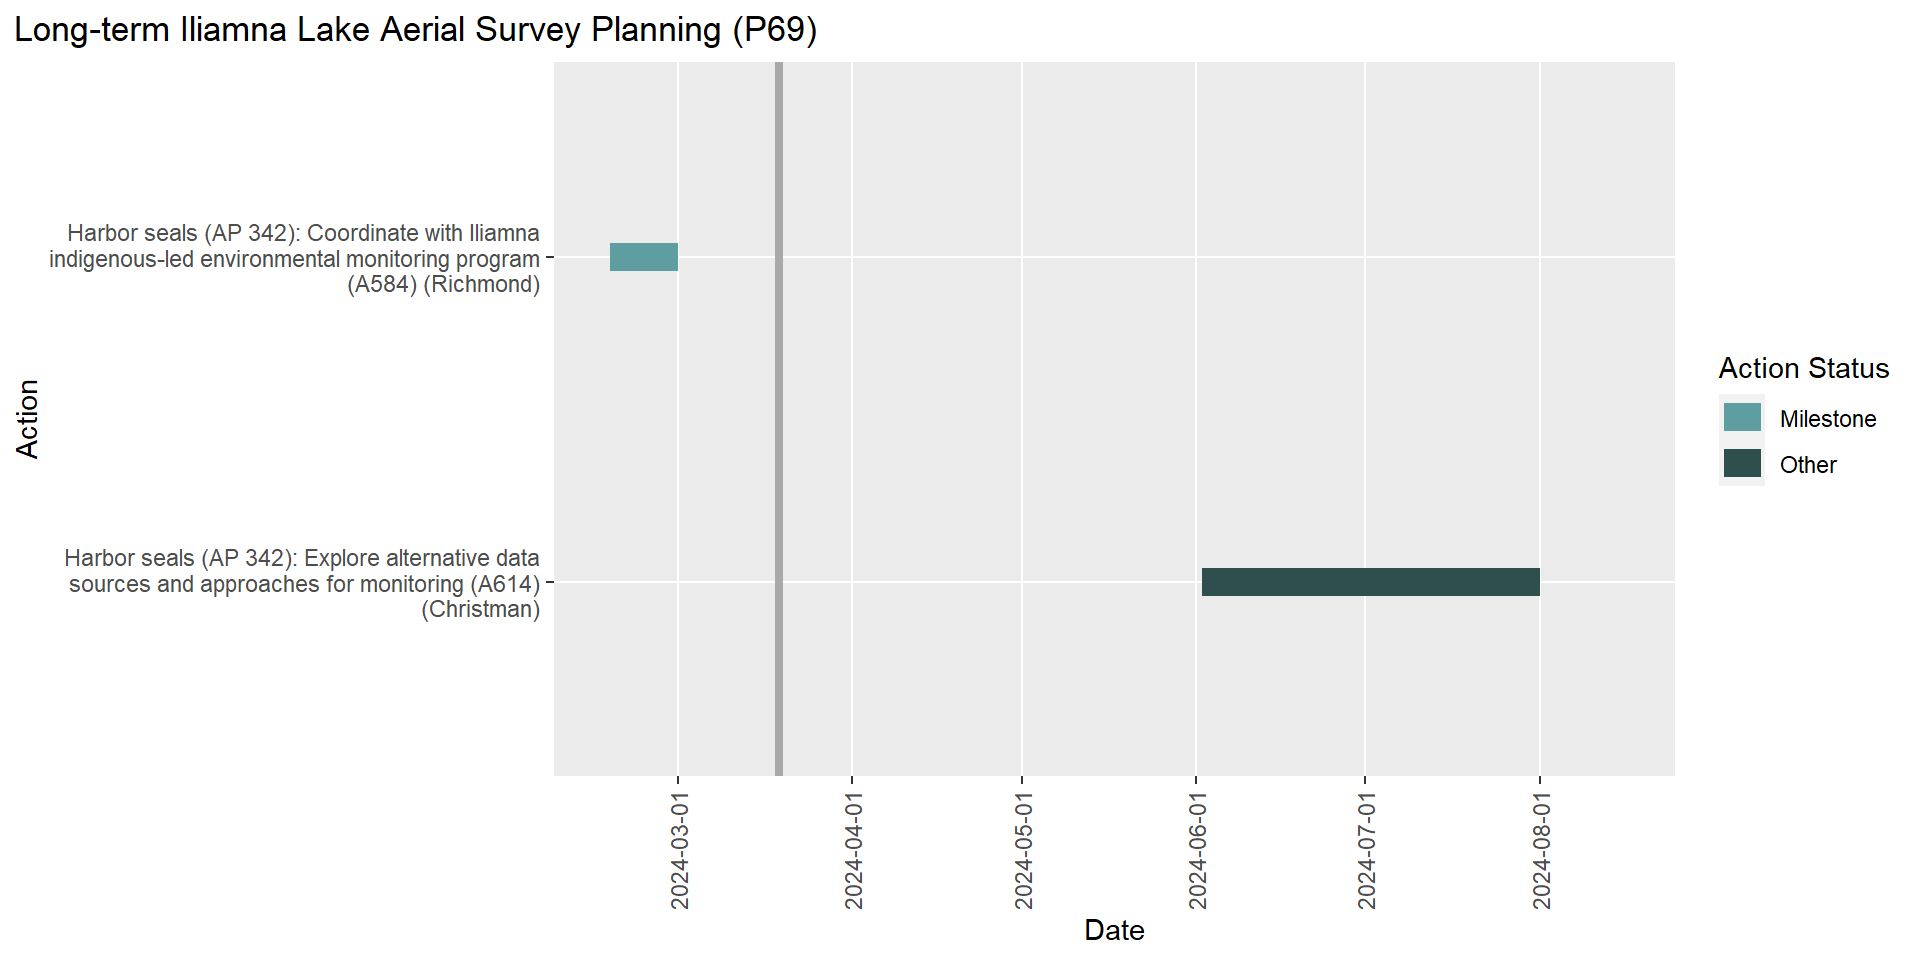 Long-term Iliamna Lake Aerial Survey Planning (P69)
Action
Harbor seals (AP 342): Coordinate with Iliamna
indigenous-led environmental monitoring program
(A584) (Richmond)
Harbor seals (AP 342): Explore alternative data
sources and approaches for monitoring (A614)
(Christman)
2024-03-01
2024-04-01
2024-05-01
2024-06-01
2024-07-01
2024-08-01
Date
Action Status
Milestone
Other